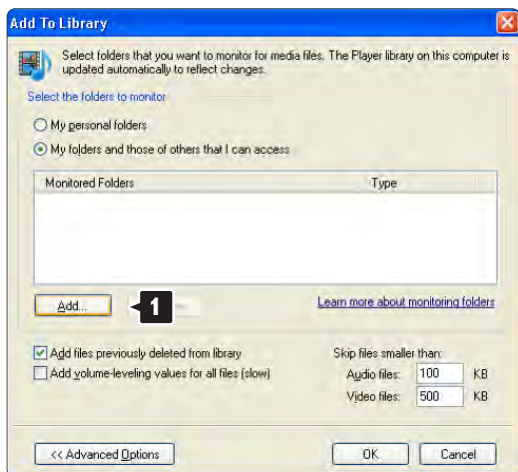 Add To Library
Select folders that you want to monitor for media files. The Player library on this computer is
updated automatically to reflect changes.
Select the folders to monitor
My personal folders
My folders and those of others that I can access
Monitored Folders Type
Add...
1
Learn more about monitoring folders
Add files previously deleted from library
Add volume-leveling values for all files (slow)
Skip files smaller than:
Audio files: 100 KB
Video files: 500 KB
<< Advanced Options OK Cancel